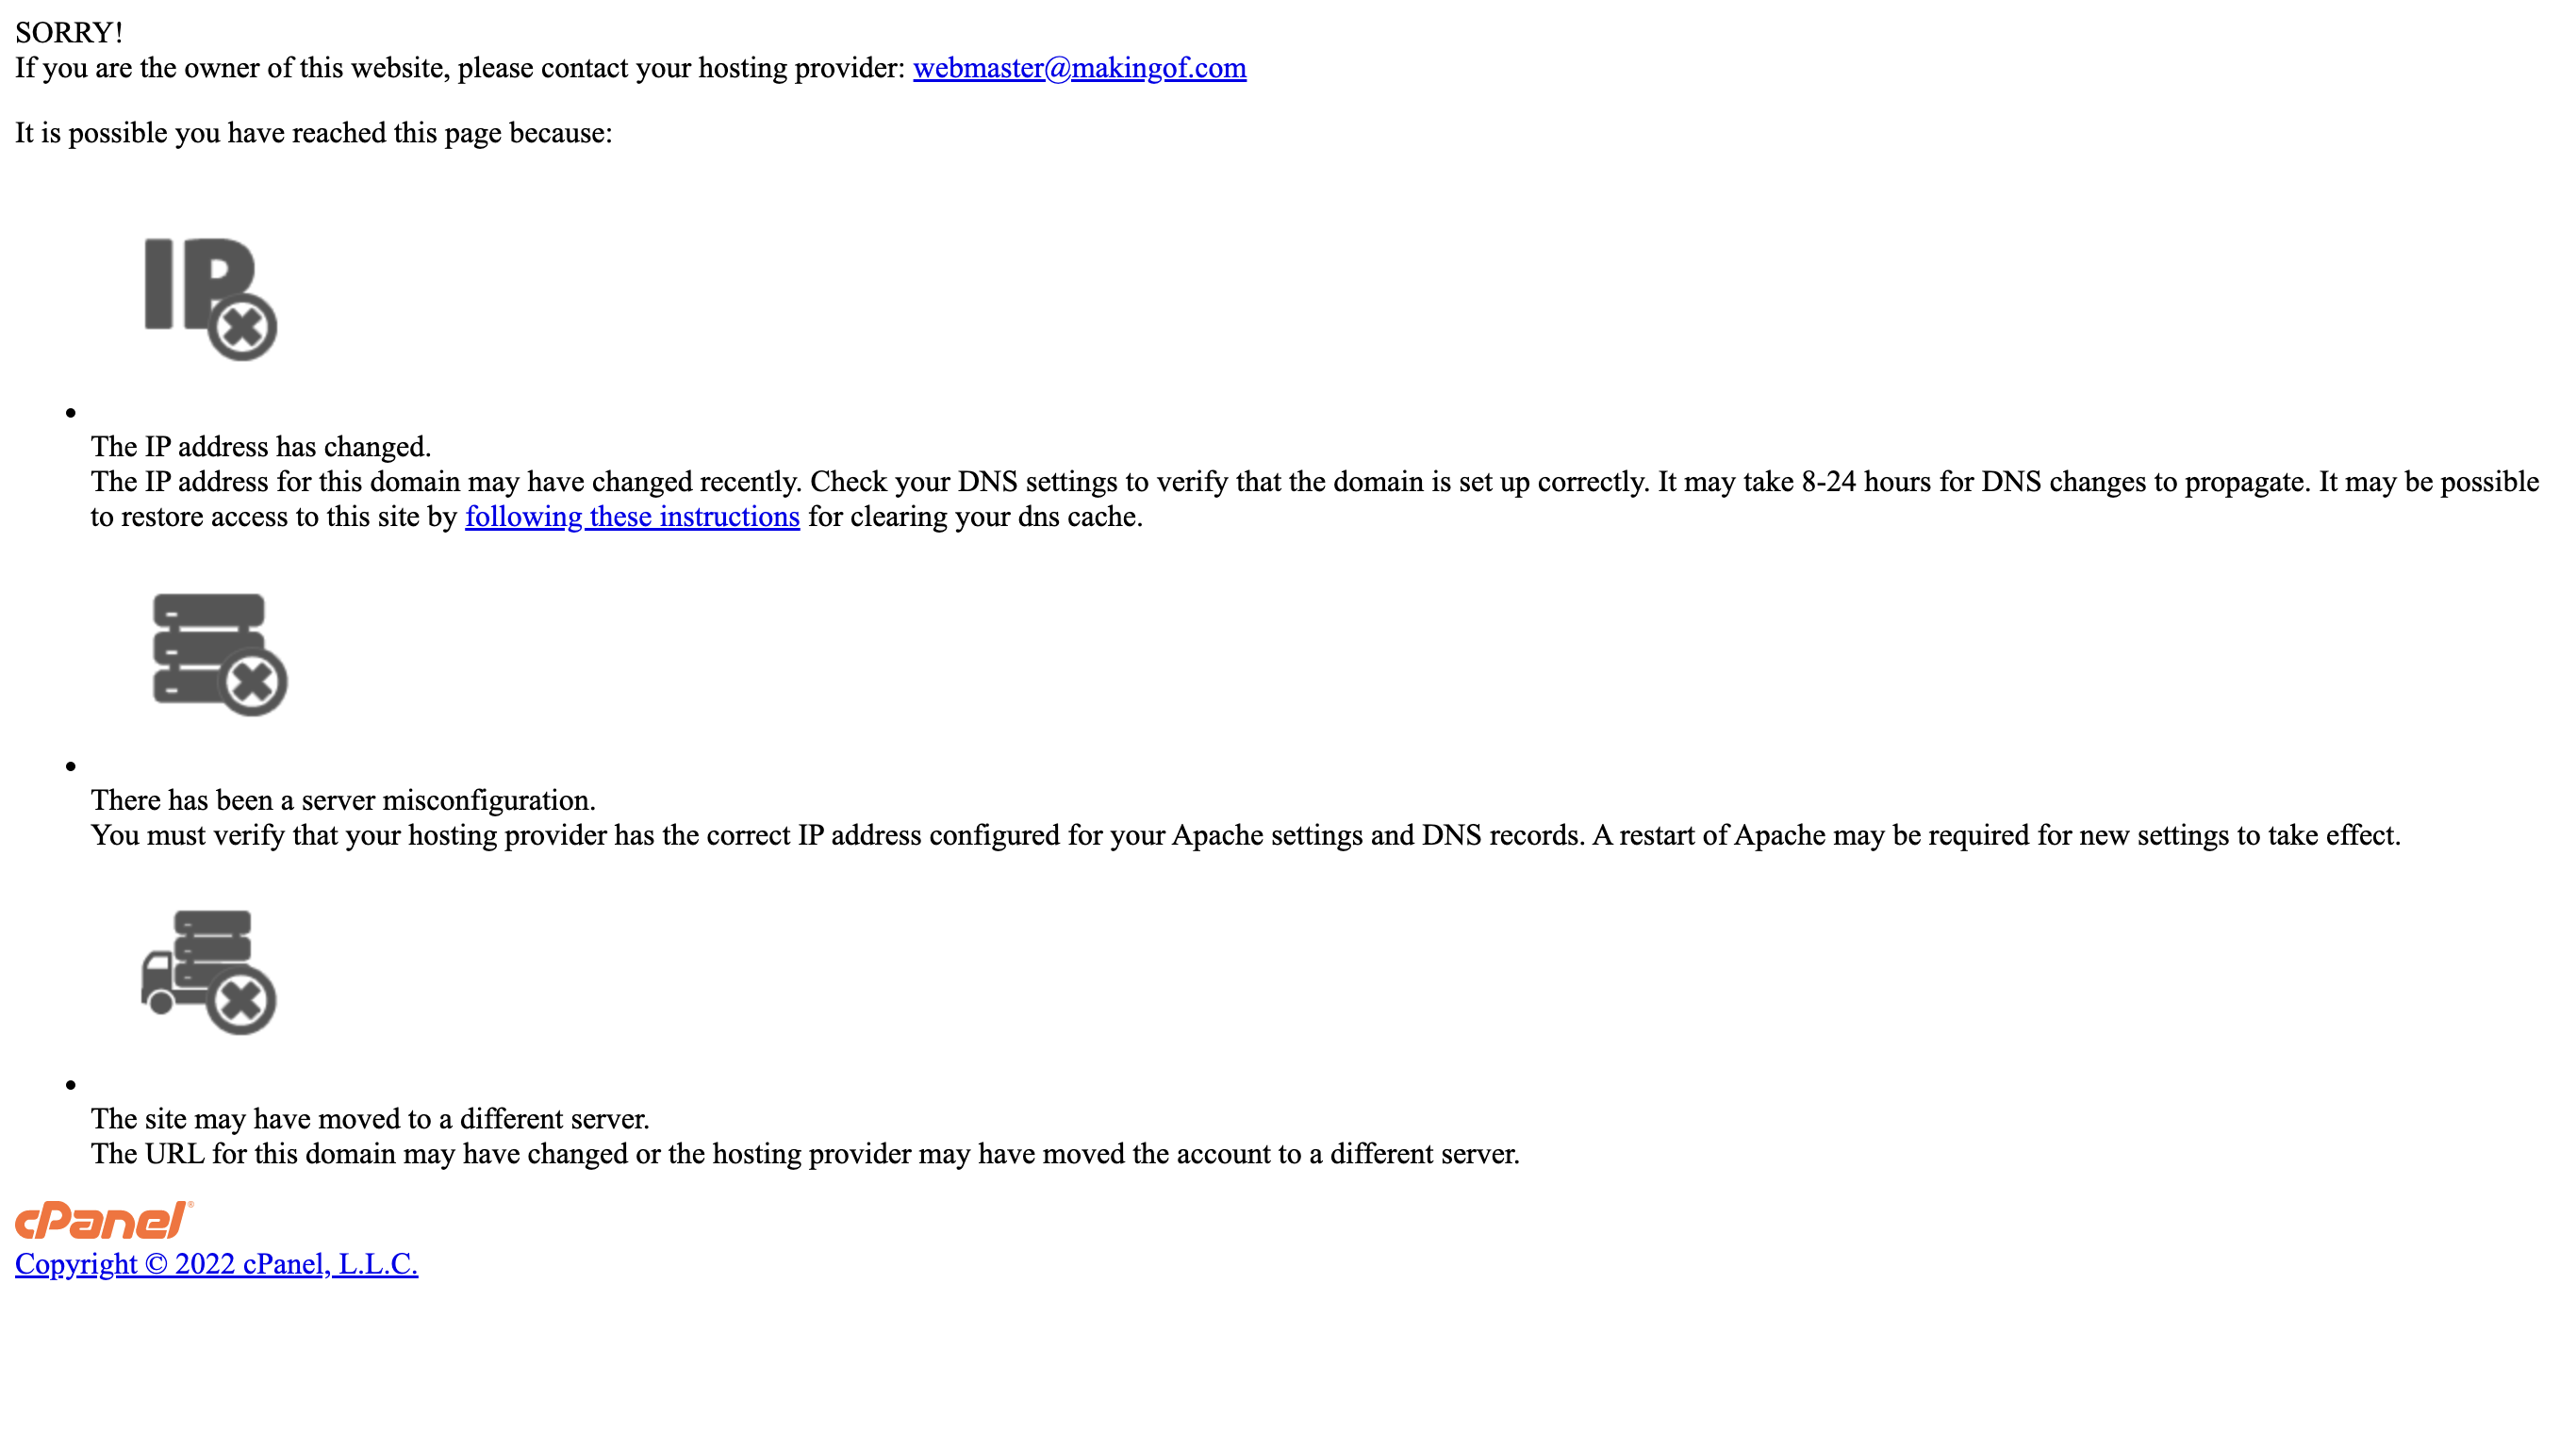 SORRY!
If you are the owner of this website, please contact your hosting provider: webmaster@makingof.com
It is possible you have reached this page because:
IP
The IP address has changed.
The IP address for this domain may have changed recently. Check your DNS settings to verify that the domain is set up correctly. It may take 8-24 hours for DNS changes to propagate. It may be possible
to restore access to this site by following these instructions for clearing your dns cache.
There has been a server misconfiguration.
You must verify that your hosting provider has the correct IP address configured for your Apache settings and DNS records. A restart of Apache may be required for new settings to take effect.
The site may have moved to a different server.
The URL for this domain may have changed or the hosting provider may have moved the account to a different server.
cPanel®
Copyright © 2022 cPanel, L.L.C.